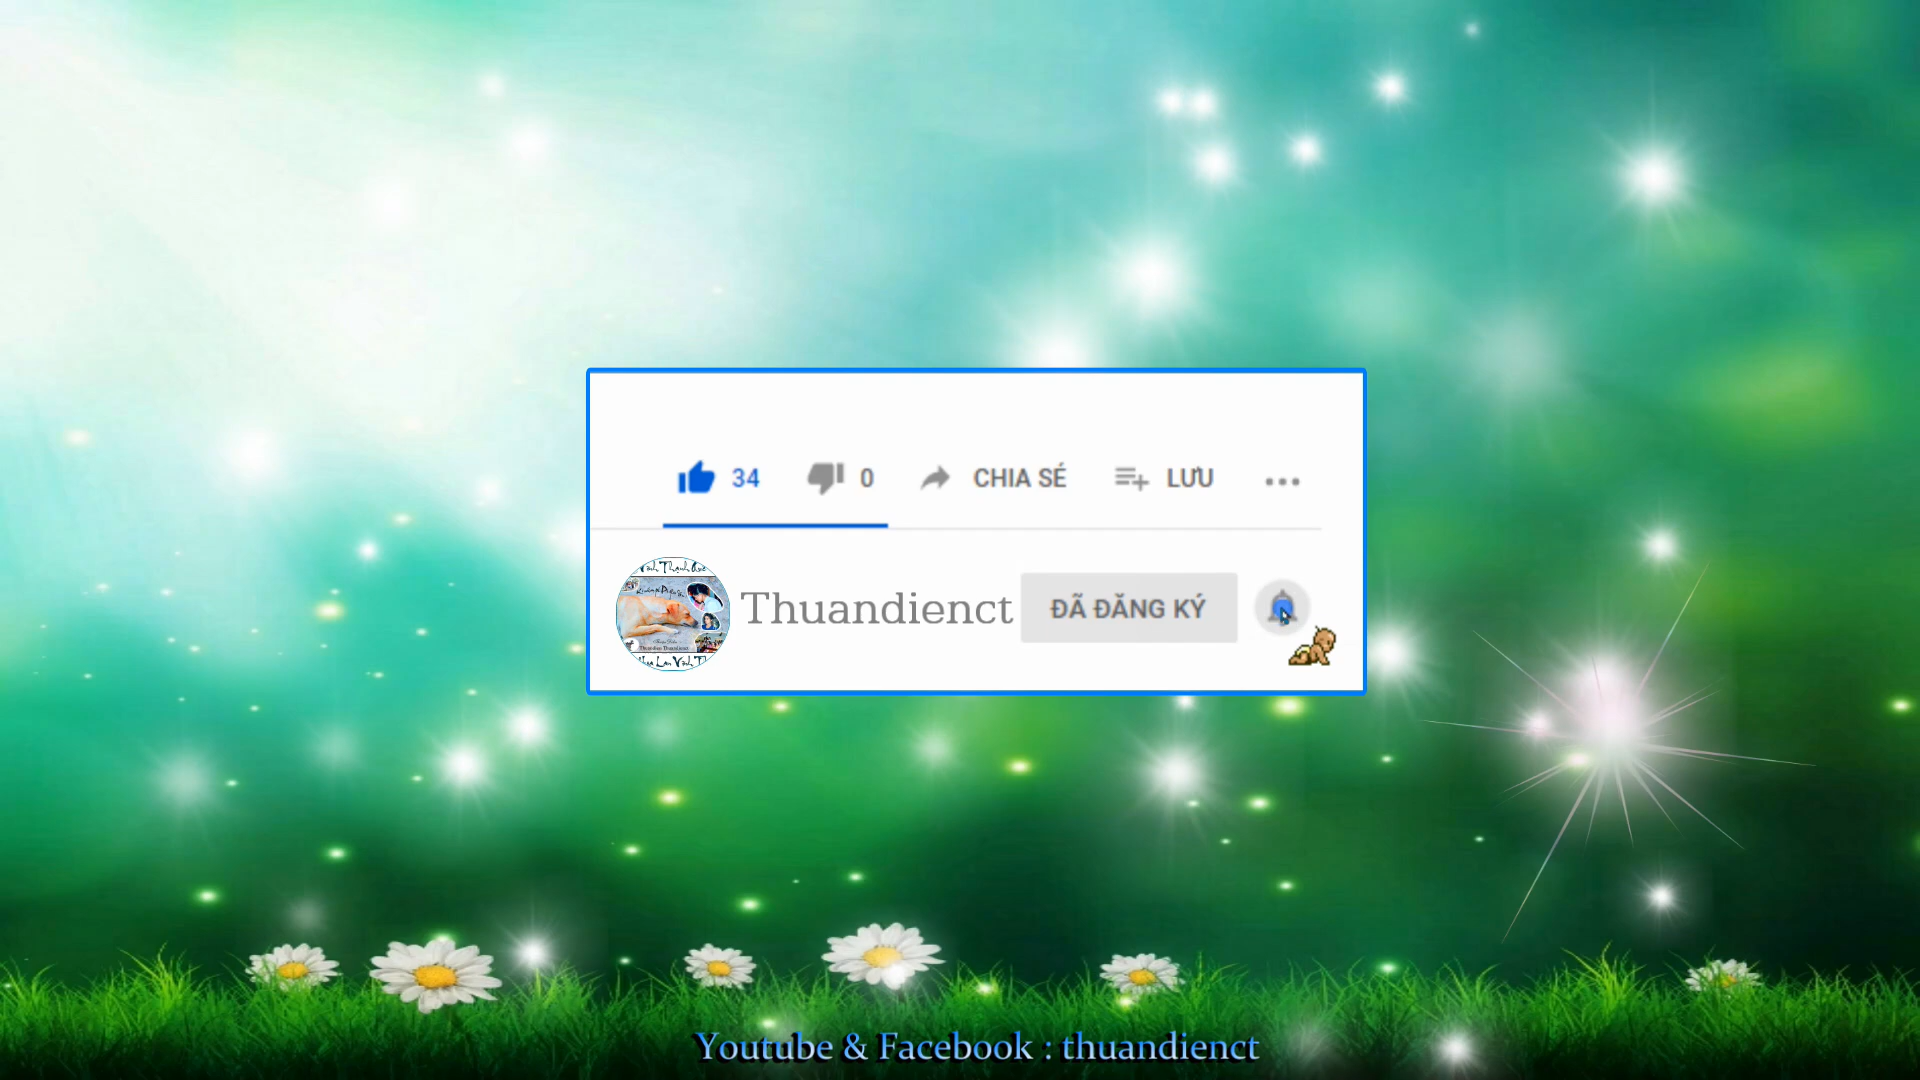 34 0 CHIA SẺ LƯU
Thuandienct ĐÃ ĐĂNG KÝ
Youtube & Facebook : thuandienct